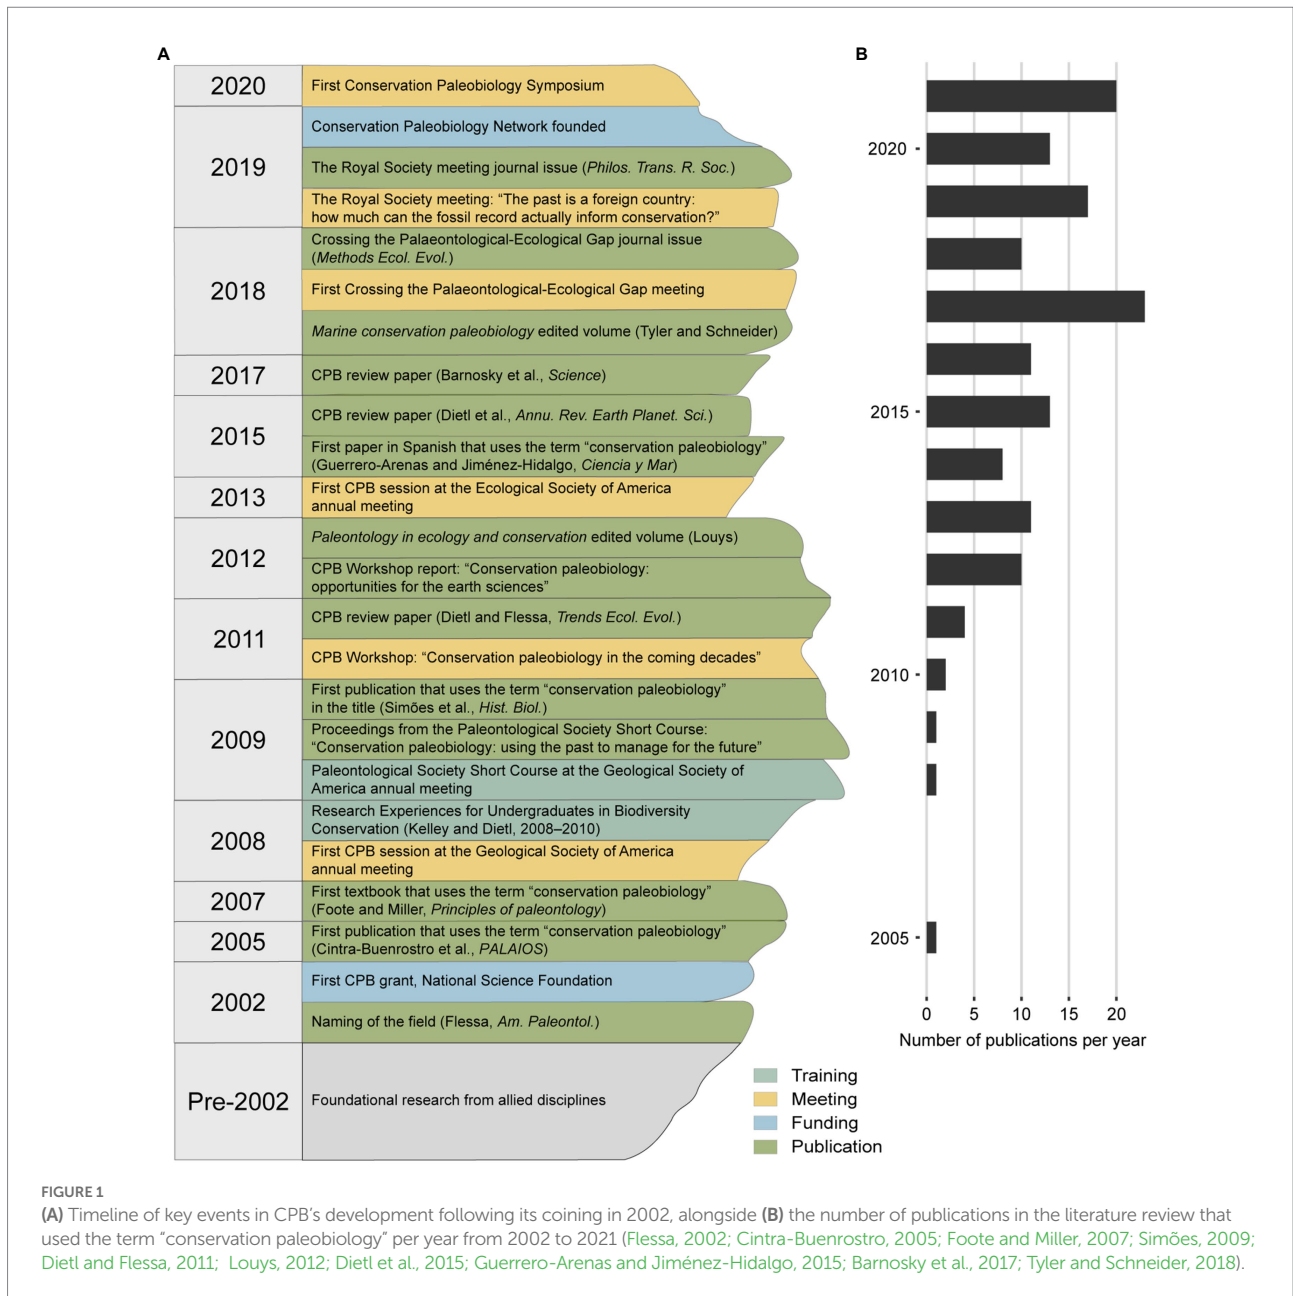 A
2020
First Conservation Paleobiology Symposium
2019
Conservation Paleobiology Network founded
The Royal Society meeting journal issue (Philos. Trans. R. Soc.)
The Royal Society meeting: “The past is a foreign country:
how much can the fossil record actually inform conservation?”
2018
Crossing the Palaeontological-Ecological Gap journal issue
(Methods Ecol. Evol.)
First Crossing the Palaeontological-Ecological Gap meeting
Marine conservation paleobiology edited volume (Tyler and Schneider)
2017
CPB review paper (Barnosky et al., Science)
2015
CPB review paper (Dietl et al., Annu. Rev. Earth Planet. Sci.)
First paper in Spanish that uses the term “conservation paleobiology”
(Guerrero-Arenas and Jiménez-Hidalgo, Ciencia y Mar)
2013
First CPB session at the Ecological Society of America
annual meeting
2012
Paleontology in ecology and conservation edited volume (Louys)
CPB Workshop report: “Conservation paleobiology:
opportunities for the earth sciences”
2011
CPB review paper (Dietl and Flessa, Trends Ecol. Evol.)
CPB Workshop: “Conservation paleobiology in the coming decades”
2009
First publication that uses the term “conservation paleobiology”
in the title (Simões et al., Hist. Biol.)
Proceedings from the Paleontological Society Short Course:
“Conservation paleobiology: using the past to manage for the future”
Paleontological Society Short Course at the Geological Society of
America annual meeting
2008
Research Experiences for Undergraduates in Biodiversity
Conservation (Kelley and Dietl, 2008–2010)
First CPB session at the Geological Society of America
annual meeting
2007
First textbook that uses the term “conservation paleobiology”
(Foote and Miller, Principles of paleontology)
2005
First publication that uses the term “conservation paleobiology”
(Cintra-Buenrostro et al., PALAIOS)
2002
First CPB grant, National Science Foundation
Naming of the field (Flessa, Am. Paleontol.)
Pre-2002
Foundational research from allied disciplines
Training
Meeting
Funding
Publication
B
2020
2015
2010
2005
0 5 10 15 20
Number of publications per year
FIGURE 1
(A) Timeline of key events in CPB’s development following its coining in 2002, alongside (B) the number of publications in the literature review that
used the term “conservation paleobiology” per year from 2002 to 2021 (Flessa, 2002; Cintra-Buenrostro, 2005; Foote and Miller, 2007; Simões, 2009;
Dietl and Flessa, 2011; Louys, 2012; Dietl et al., 2015; Guerrero-Arenas and Jiménez-Hidalgo, 2015; Barnosky et al., 2017; Tyler and Schneider, 2018).